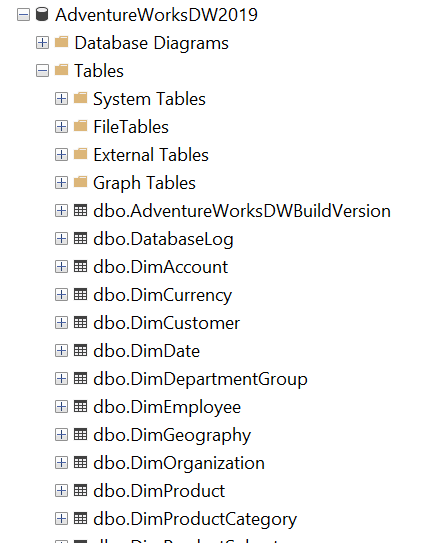 AdventureWorksDW2019
Database Diagrams
Tables
System Tables
FileTables
External Tables
Graph Tables
dbo.AdventureWorksDWBuildVersion
dbo.DatabaseLog
dbo.DimAccount
dbo.DimCurrency
dbo.DimCustomer
dbo.DimDate
dbo.DimDepartmentGroup
dbo.DimEmployee
dbo.DimGeography
dbo.DimOrganization
dbo.DimProduct
dbo.DimProductCategory